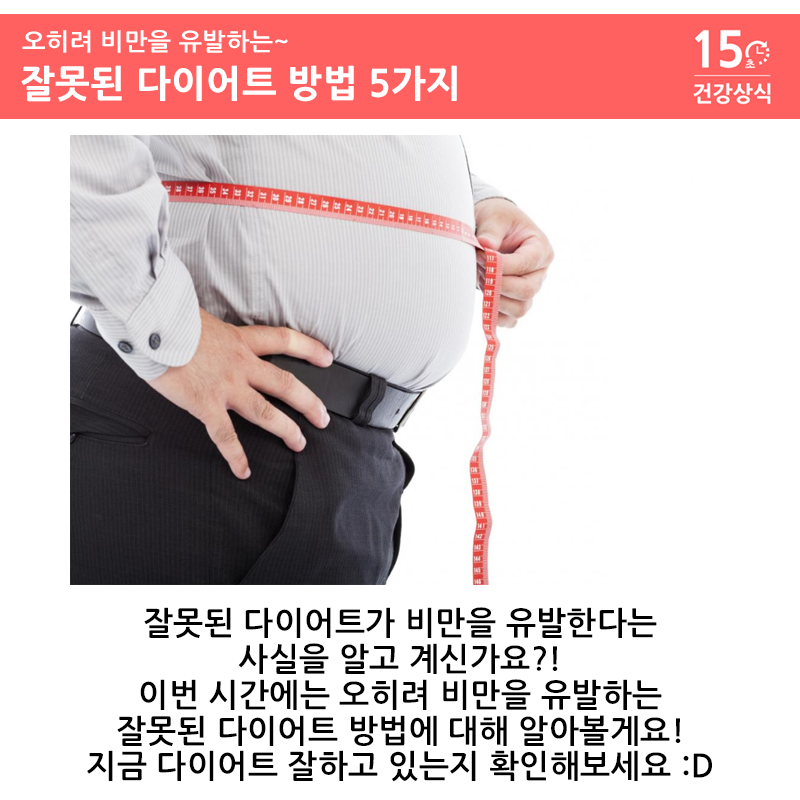 오히려 비만을 유발하는~
잘못된 다이어트 방법 5가지
15초
건강상식
잘못된 다이어트가 비만을 유발한다는
사실을 알고 계신가요?!
이번 시간에는 오히려 비만을 유발하는
잘못된 다이어트 방법에 대해 알아볼게요!
지금 다이어트 잘하고 있는지 확인해보세요 :D